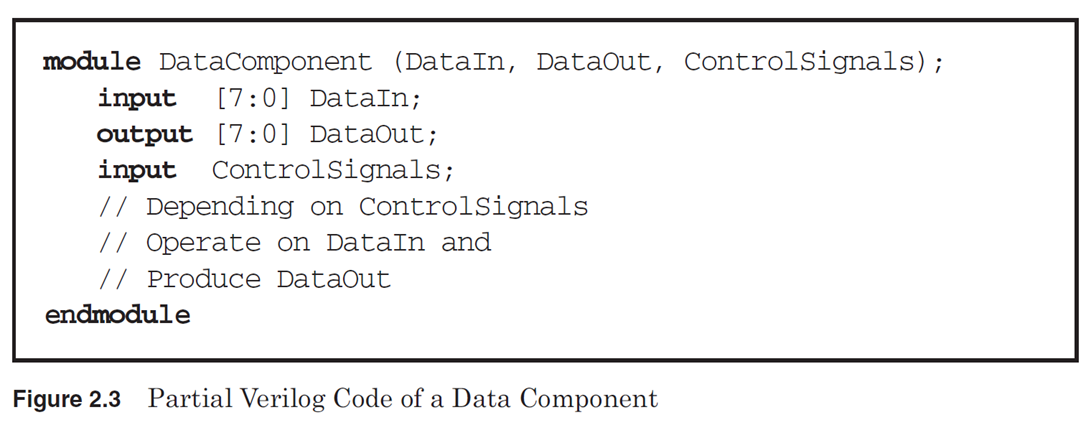 module DataComponent (DataIn, DataOut, ControlSignals);
input [7:0] DataIn;
output [7:0] DataOut;
input ControlSignals;
// Depending on ControlSignals
// Operate on DataIn and
// Produce DataOut
endmodule
Figure 2.3 Partial Verilog Code of a Data Component